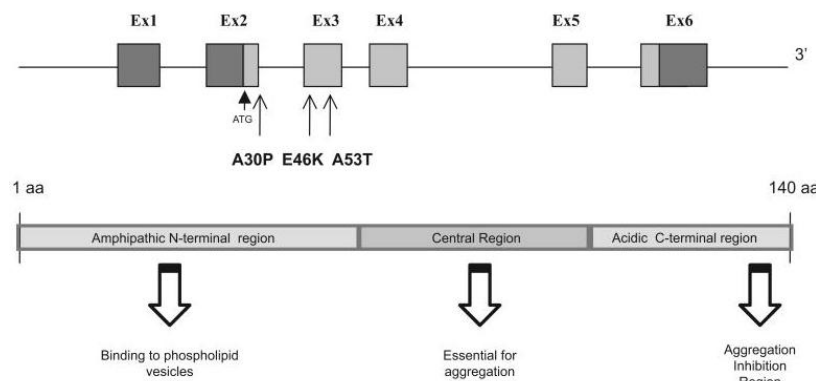 Ex1 Ex2 Ex3 Ex4 Ex5 Ex6
3'
ATG
A30P E46K A53T
1 aa 140 aa
Amphipathic N-terminal region Central Region Acidic C-terminal region
Binding to phospholipid
vesicles
Essential for
aggregation
Aggregation
Inhibition
Region